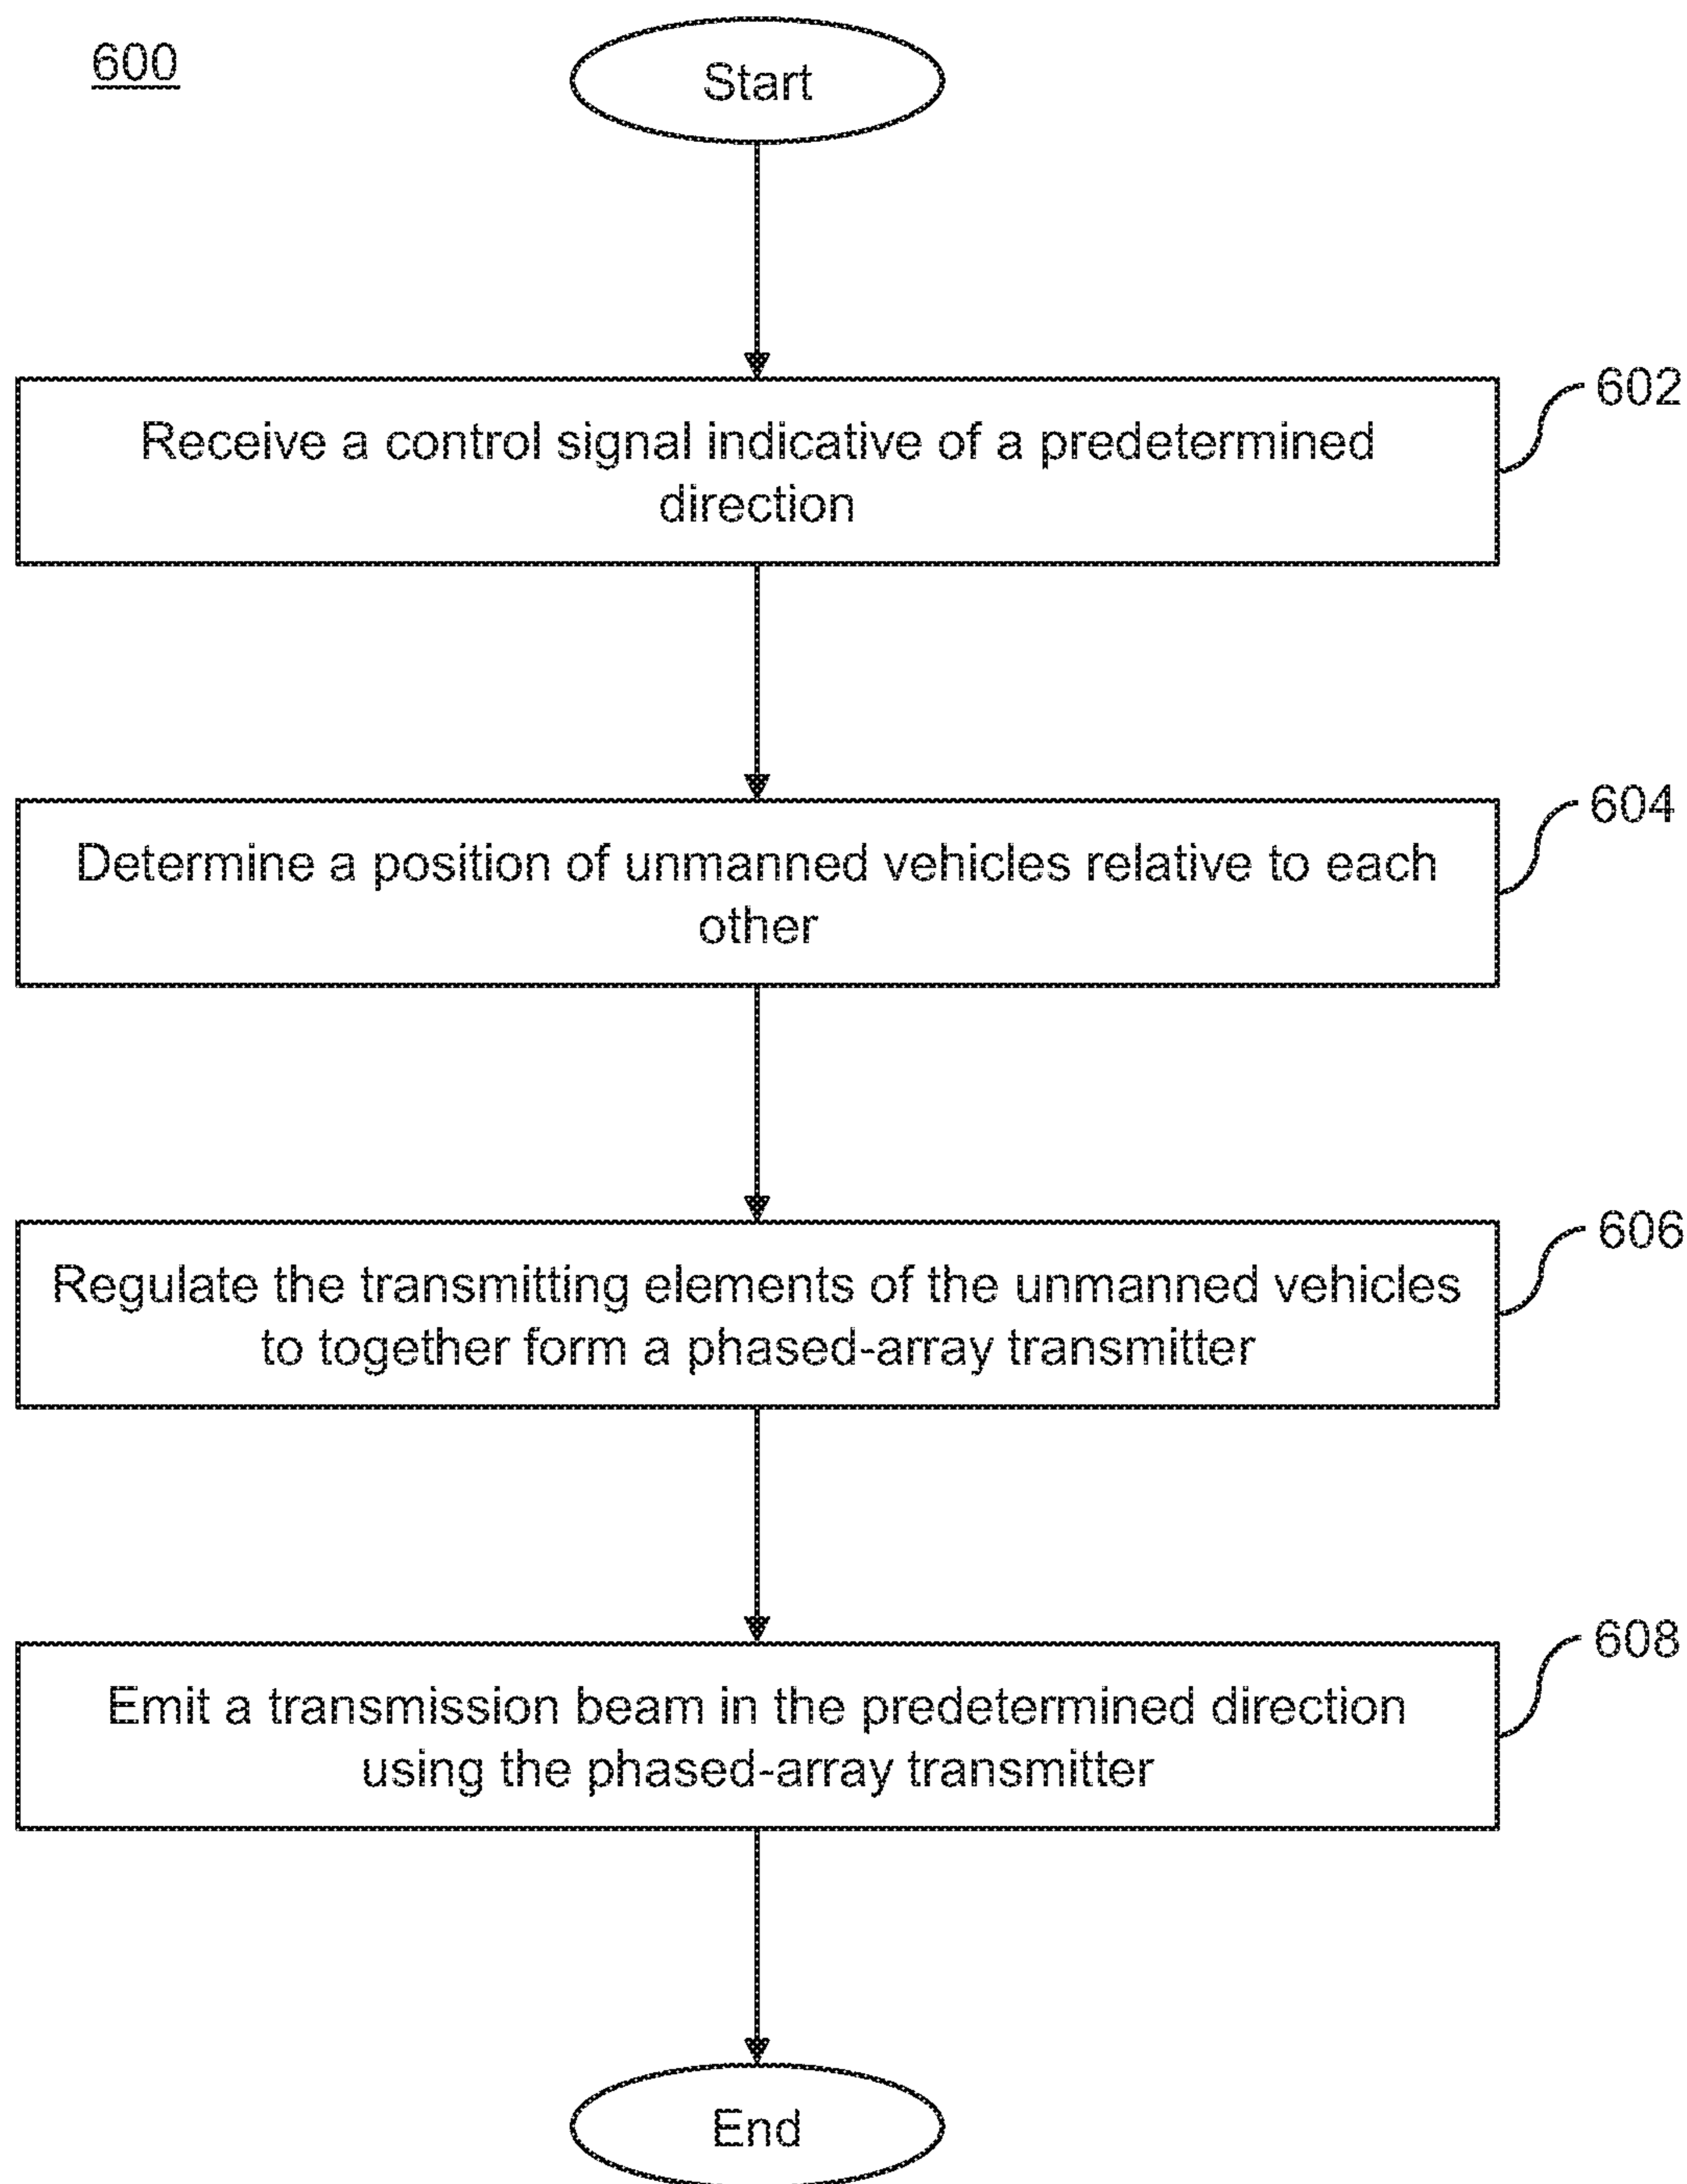 600
Start
602
Receive a control signal indicative of a predetermined
direction
604
Determine a position of unmanned vehicles relative to each
other
606
Regulate the transmitting elements of the unmanned vehicles
to together form a phased-array transmitter
608
Emit a transmission beam in the predetermined direction
using the phased-array transmitter
End